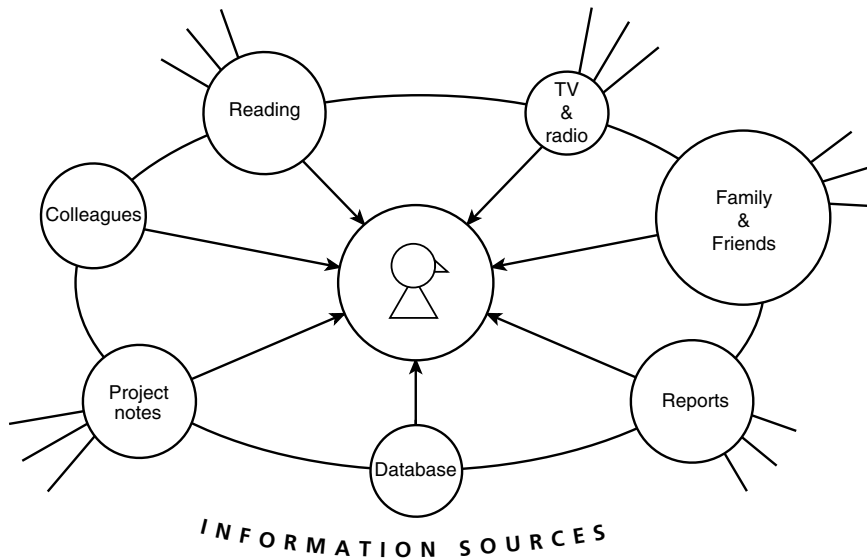 Reading
TV
&
radio
Colleagues
Family
&
Friends
Project
notes
Reports
Database
INFORMATION SOURCES